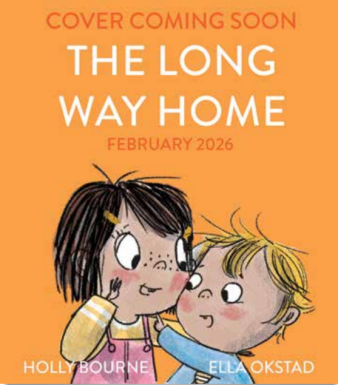 COVER COMING SOON
THE LONG
WAY HOME
FEBRUARY 2026
HOLLY BOURNE ELLA OKSTAD